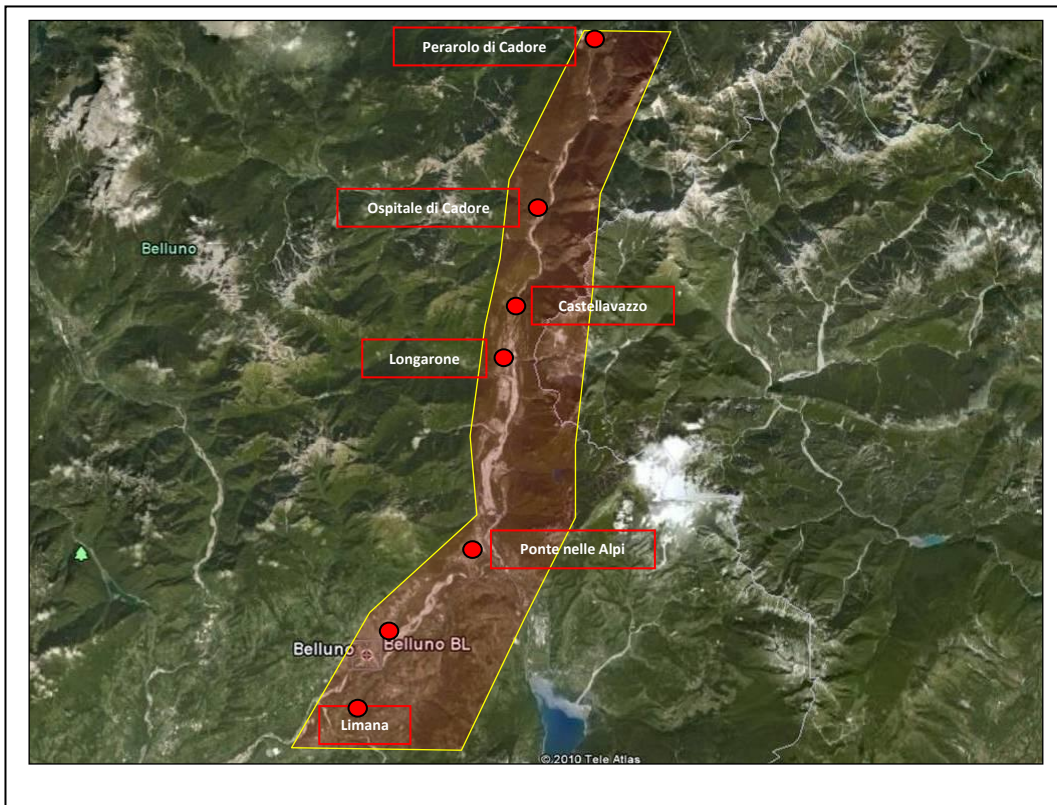 Perarolo di Cadore
Ospitale di Cadore
Belluno
Castellavazzo
Longarone
Ponte nelle Alpi
Belluno
Belluno BL
Limana
© 2010 Tele Atlas